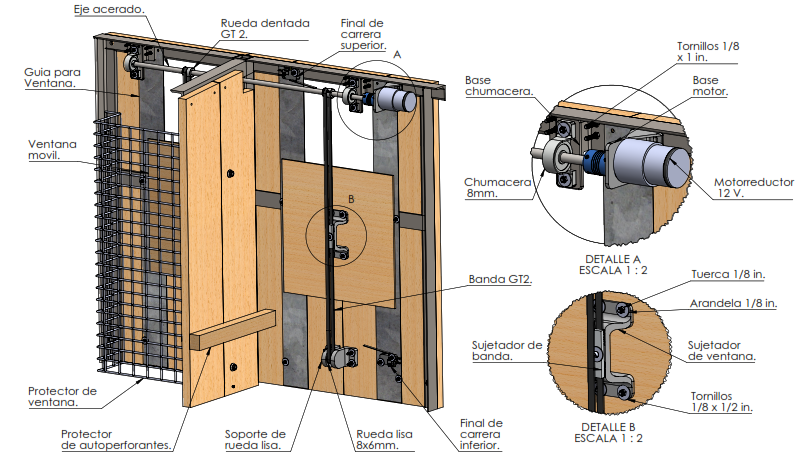 Eje acerado.
Rueda dentada
GT 2.
Final de
carrera
superior.
A
Tornillos 1/8
x 1 in.
Guia para
Ventana.
Base
chumacera.
Base
motor.
Ventana
movil.
Chumacera
8mm.
Motorreductor
12 V.
B
DETALLE A
ESCALA 1 : 2
Banda GT2.
Tuerca 1/8 in.
Arandela 1/8 in.
Sujetador de
banda.
Sujetador
de ventana.
Protector de
ventana.
Tornillos
1/8 x 1/2 in.
DETALLE B
ESCALA 1 : 2
Protector
de autoperforantes.
Soporte de
rueda lisa.
Rueda lisa
8x6mm.
Final de
carrera
inferior.